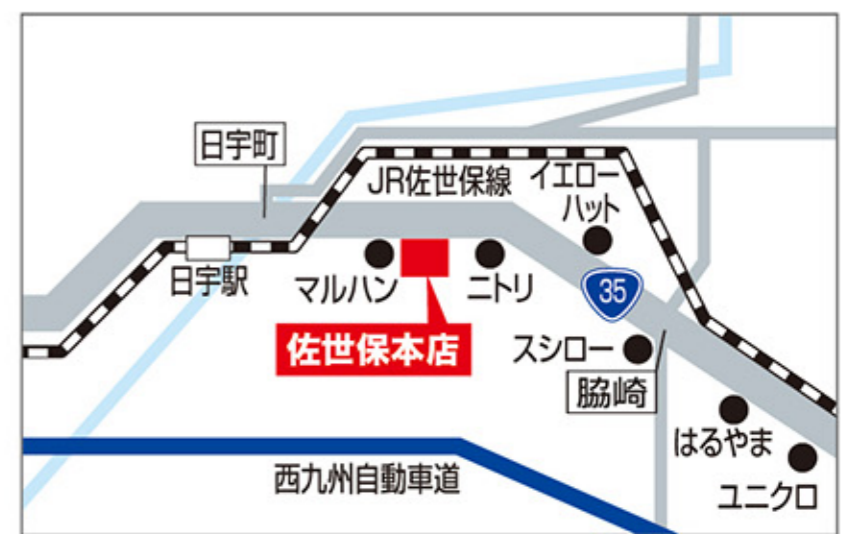 日宇町
JR佐世保線
イエロー
ハット
日宇駅
マルハン
ニトリ
35
佐世保本店
スシロー
脇崎
はるやま
西九州自動車道
ユニクロ